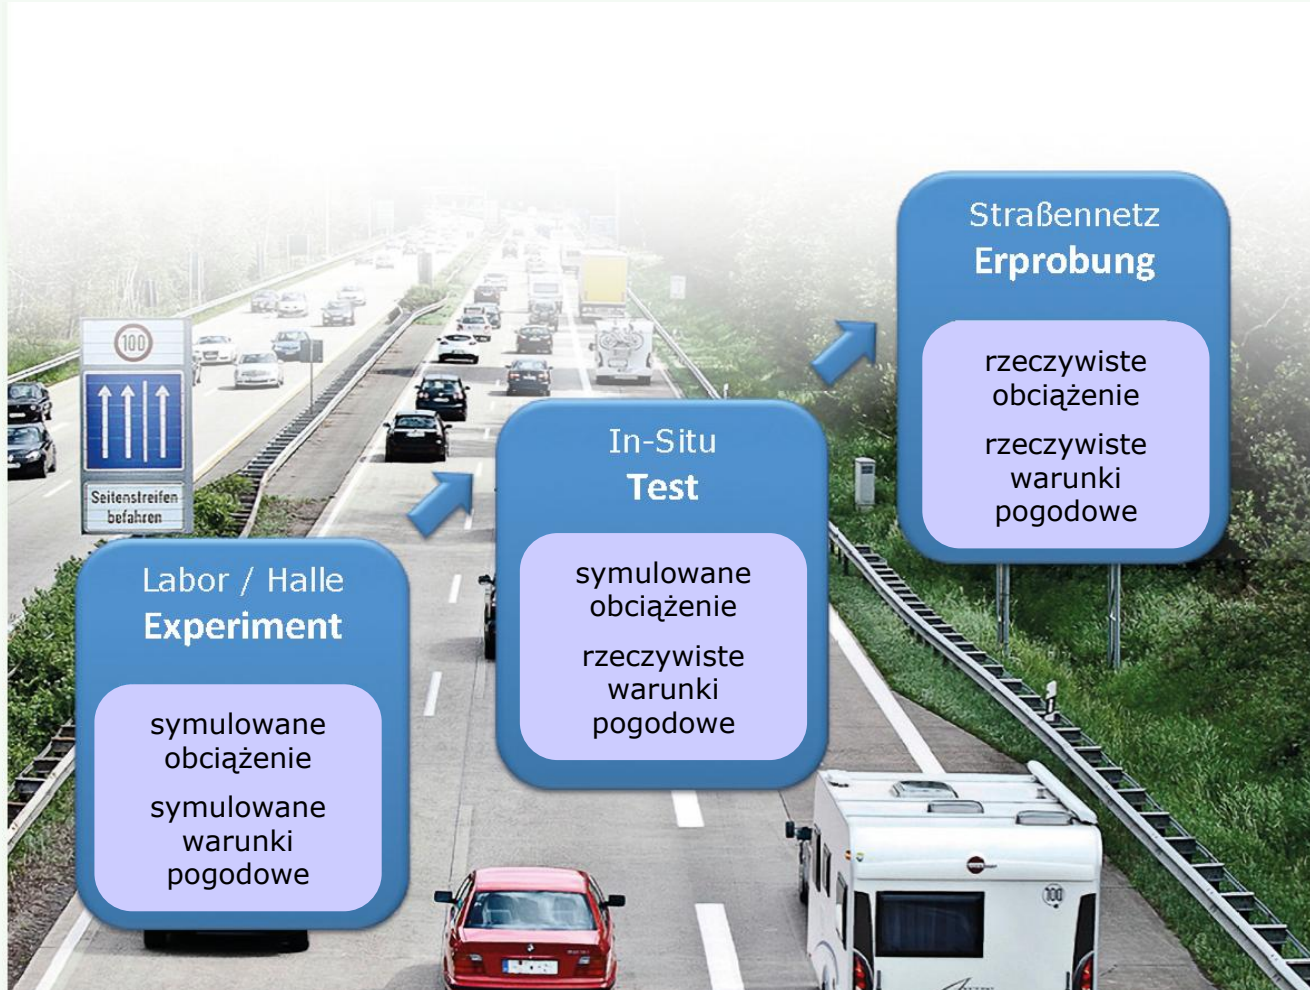 100
Seitenstreifen
befahren
Labor / Halle
Experiment
symulowane
obciążenie
symulowane
warunki
pogodowe
In-Situ
Test
symulowane
obciążenie
rzeczywiste
warunki
pogodowe
Straßennetz
Erprobung
rzeczywiste
obciążenie
rzeczywiste
warunki
pogodowe
100